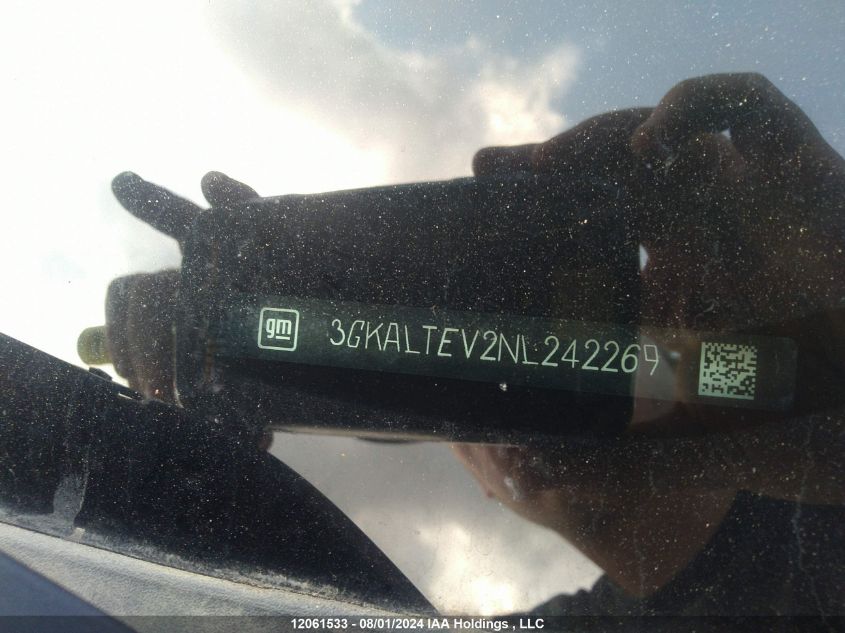 gm 3GKALTEV2NL242269
12061533 - 08/01/2024 IAA Holdings , LLC